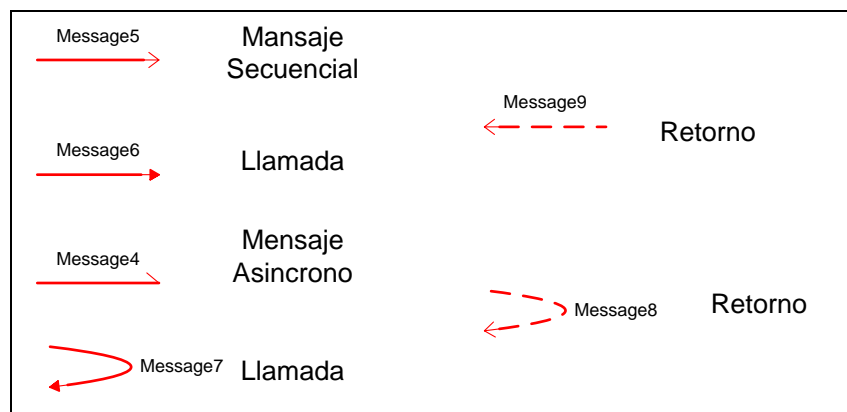 Message5
Mansaje
Secuencial
Message9
Retorno
Message6
Llamada
Message4
Mensaje
Asincrono
Message8
Retorno
Message7
Llamada